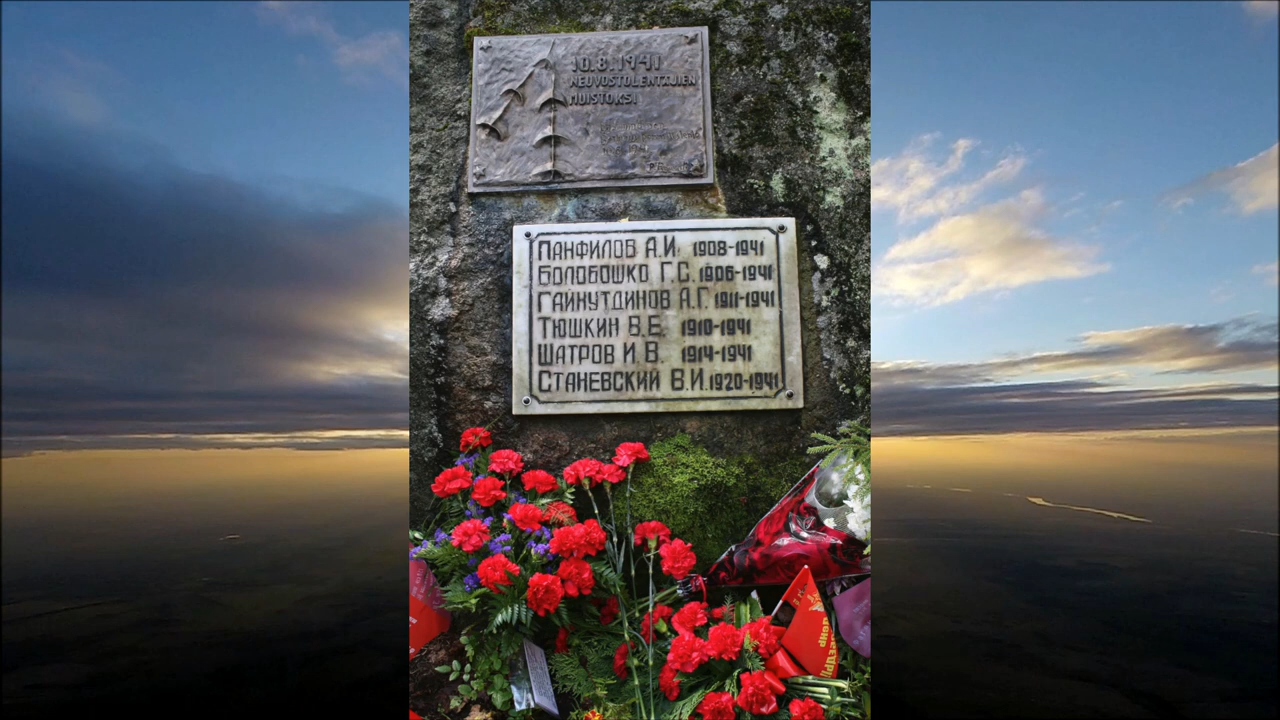 10.8.1941
NEUVOSTOLENTÄJIEN
MUISTOKSI
ПАНФИЛОВ А.И. 1908-1941
БОЛОБОШКО Г.С. 1906-1941
ГАЙНУТДИНОВ А.Г. 1911-1941
ТЮШКИН В.Е. 1910-1941
ШАТРОВ И.В. 1914-1941
СТАНЕВСКИЙ В.И. 1920-1941